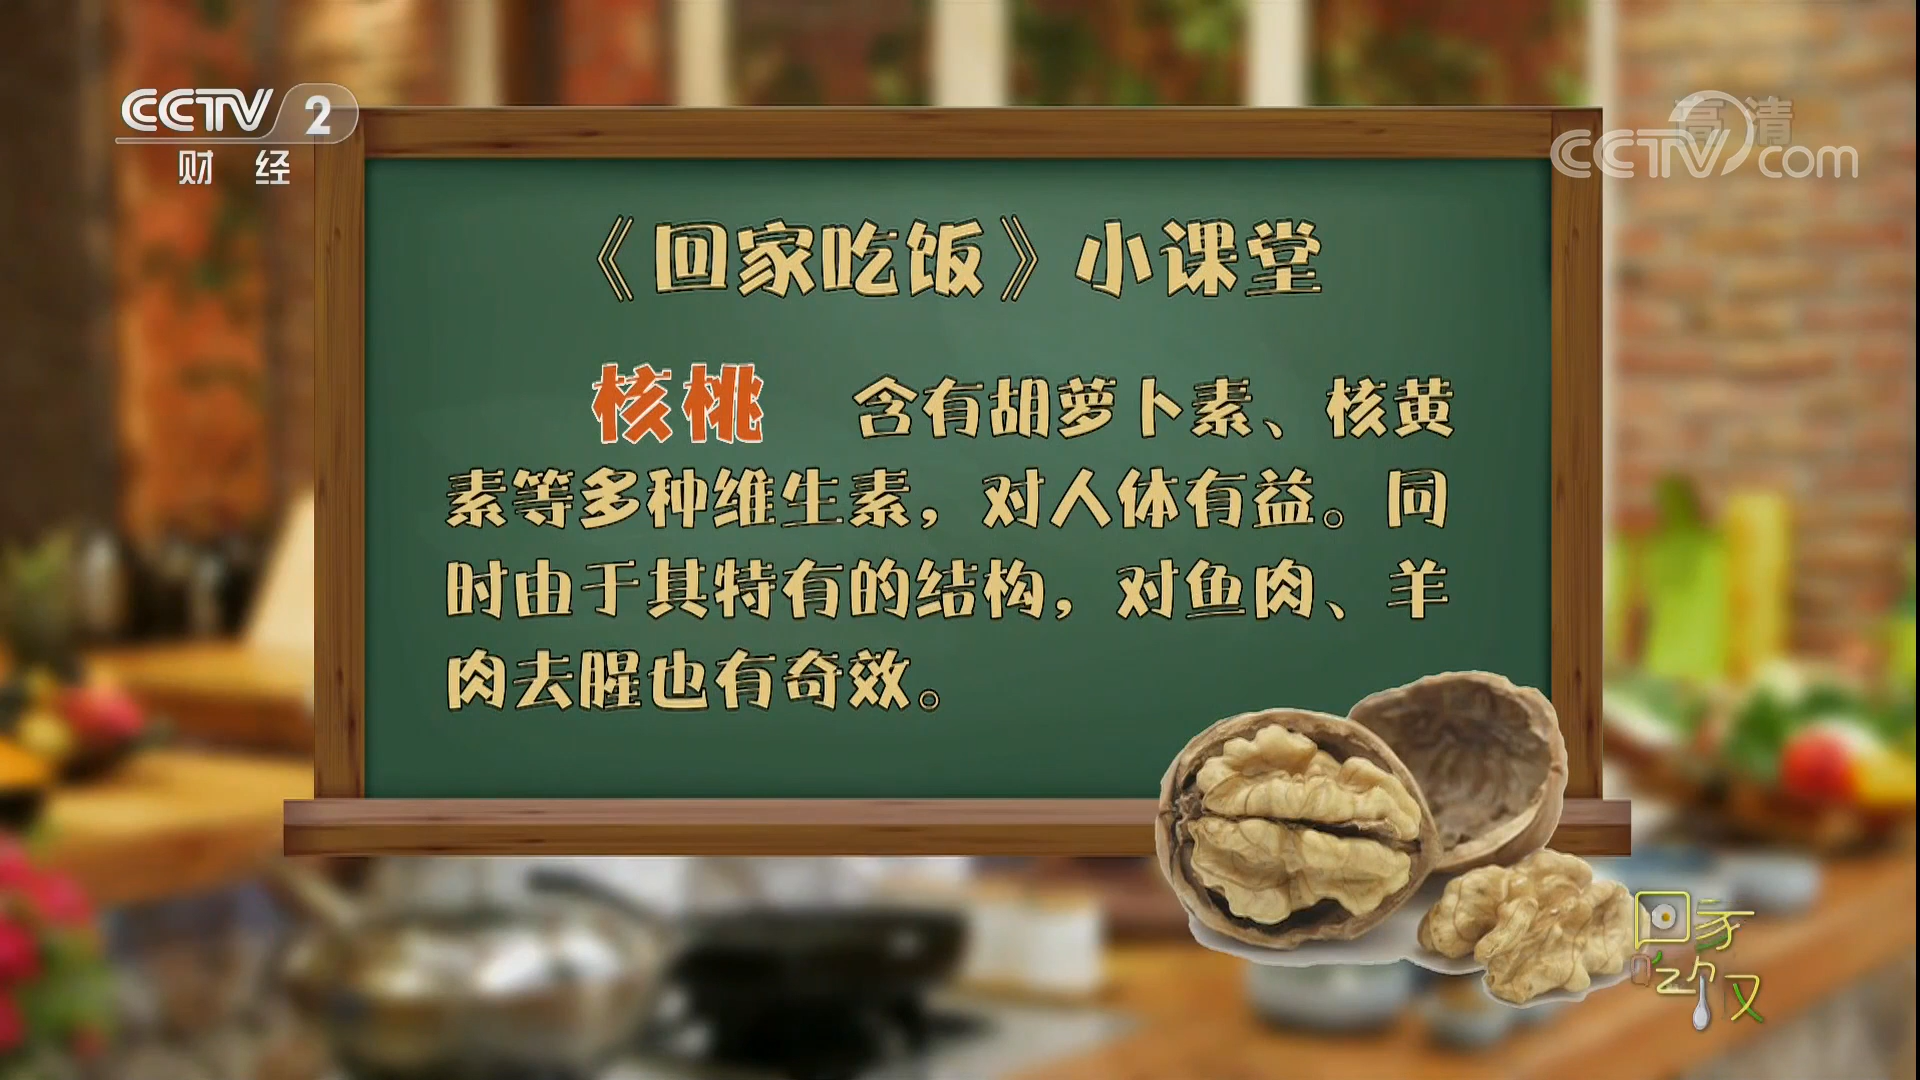 CCTV 2
财 经
高清
CCTV com
《回家吃饭》小课堂
核桃 含有胡萝卜素、核黄
素等多种维生素，对人体有益。同
时由于其特有的结构，对鱼肉、羊
肉去腥也有奇效。
回家
吃饭